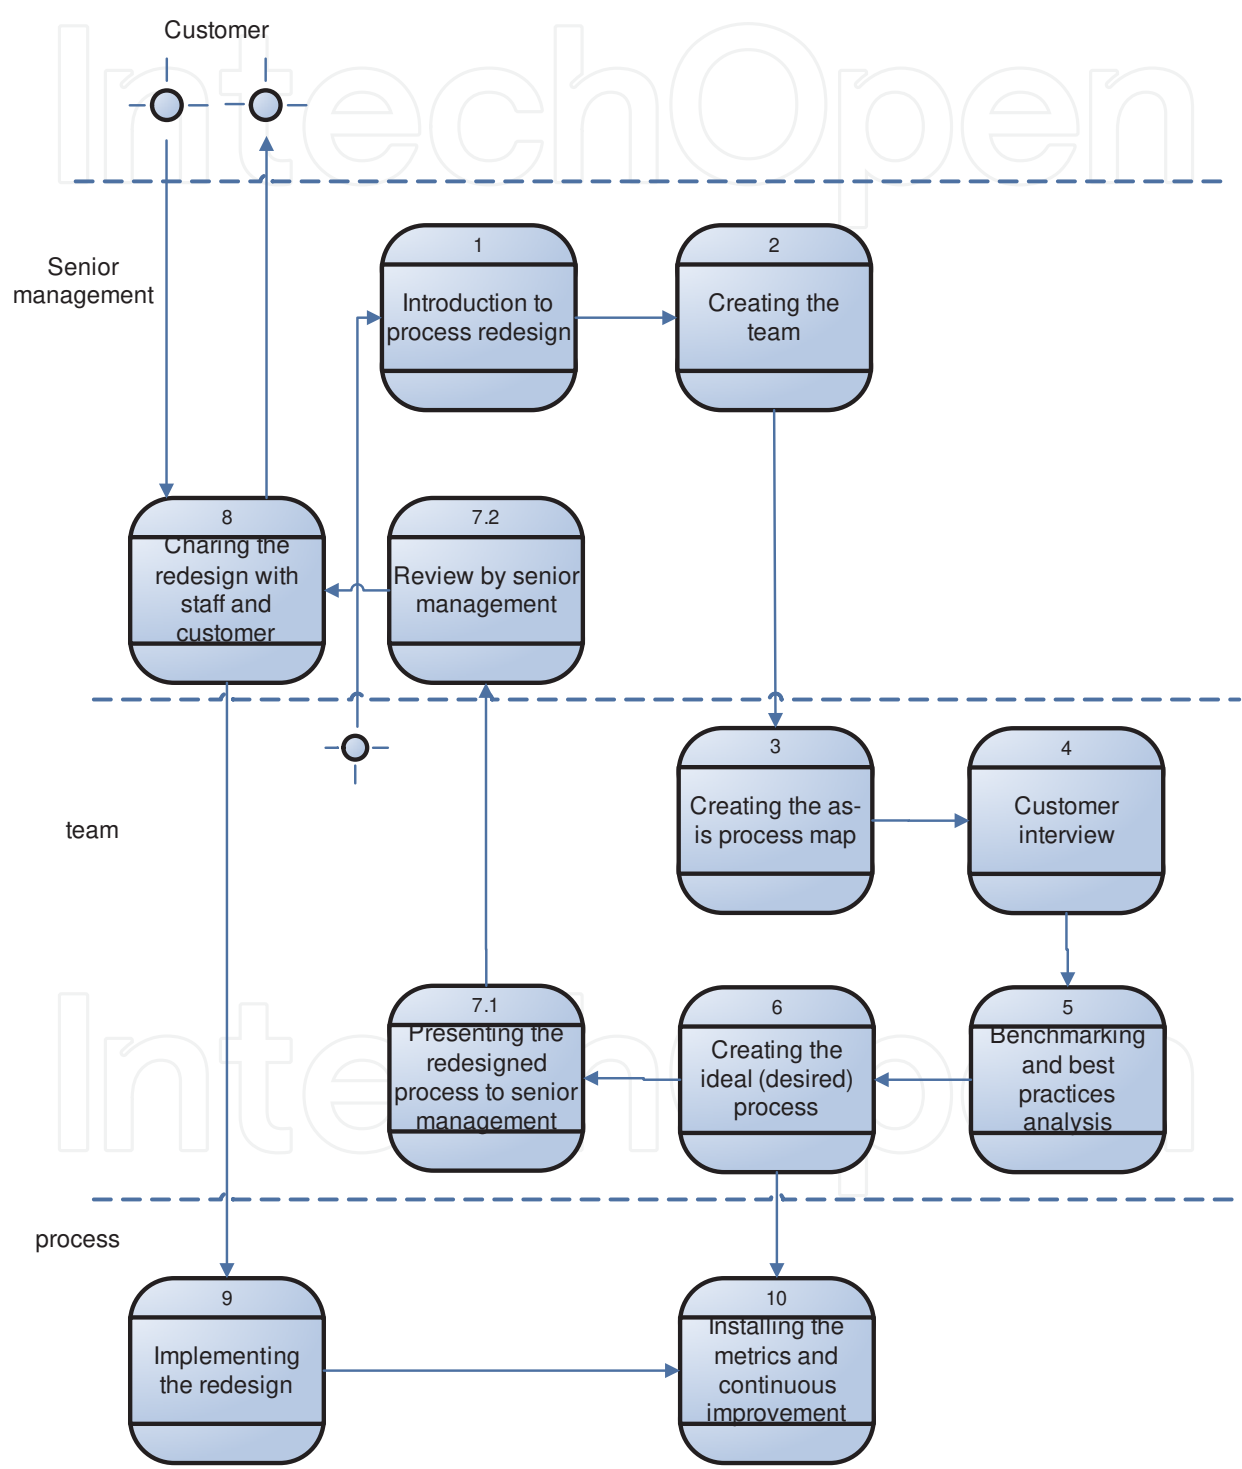 IntechOpen
Customer
Senior
management
1
Introduction to
process redesign
2
Creating the
team
8
Charing the
redesign with
staff and
customer
7.2
Review by senior
management
team
3
Creating the as-
is process map
4
Customer
interview
7.1
Presenting the
redesigned
process to senior
management
6
Creating the
ideal (desired)
process
5
Benchmarking
and best
practices
analysis
IntechOpen
process
9
Implementing
the redesign
10
Installing the
metrics and
continuous
improvement